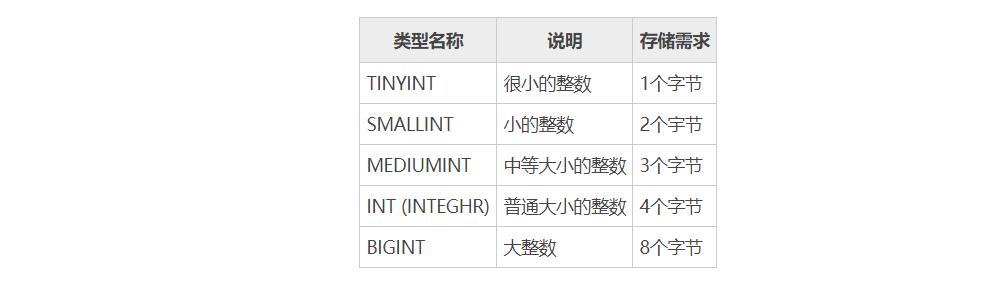 类型名称 说明 存储需求
TINYINT 很小的整数 1个字节
SMALLINT 小的整数 2个宇节
MEDIUMINT 中等大小的整数 3个字节
INT (INTEGHR) 普通大小的整数 4个字节
BIGINT 大整数 8个字节